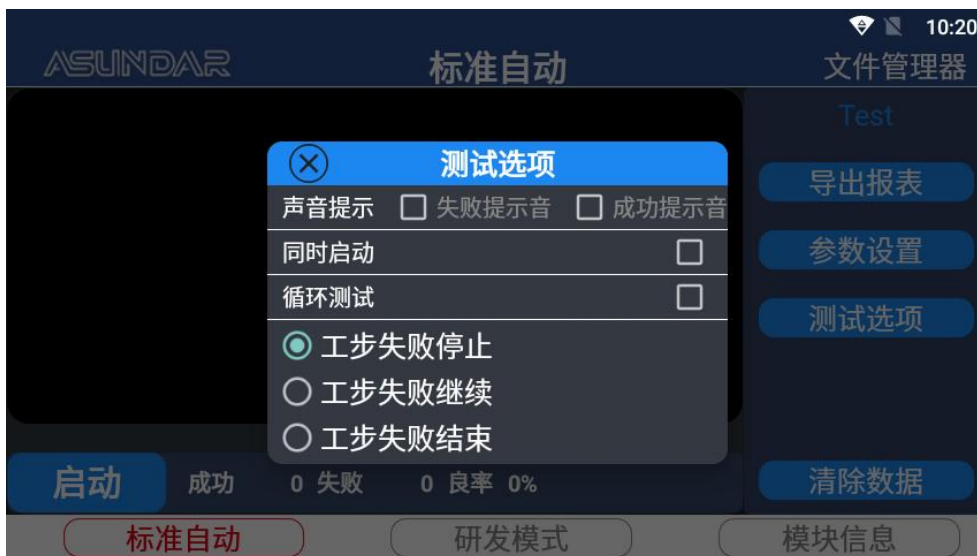 10:20
ASUNDAR 标准自动 文件管理器
Test
测试选项
导出报表
声音提示 失败提示音 成功提示音
同时启动
参数设置
循环测试
测试选项
工步失败停止
工步失败继续
工步失败结束
启动 成功 0 失败 0 良率 0% 清除数据
标准自动 研发模式 模块信息